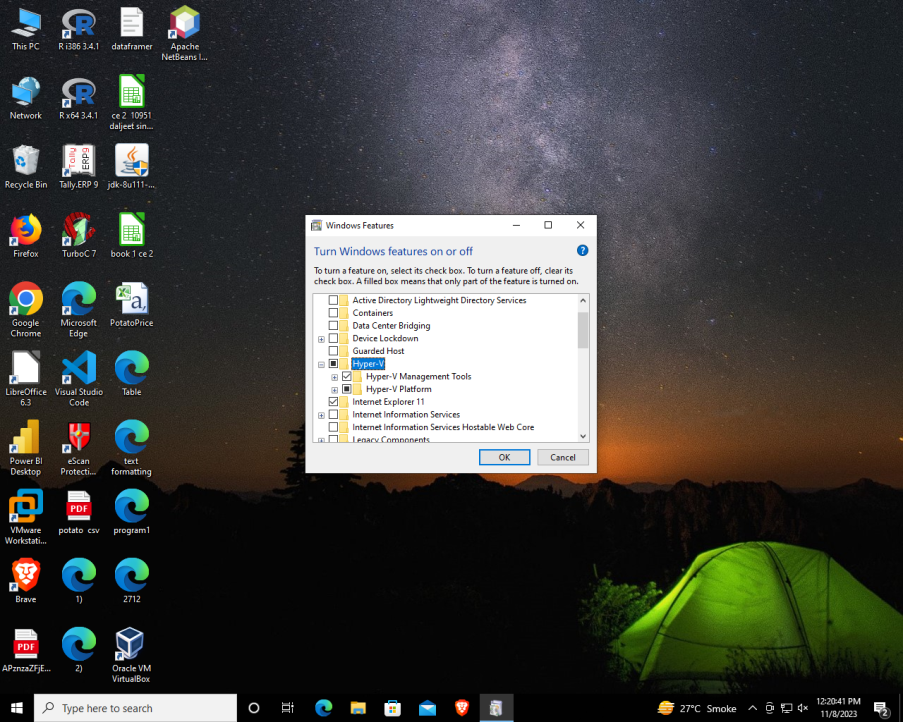 This PC
R i386 3.4.1
dataframer
Apache
NetBeans I...
Network
R x64 3.4.1
ce 2 10951
daljeet sin...
Recycle Bin
Tally
ERP9
Tally.ERP 9
jdk-8u111-...
Firefox
TurboC 7
book 1 ce 2
Google
Chrome
Microsoft
Edge
a,
PotatoPrice
LibreOffice
6.3
Visual Studio
Code
Table
Power BI
Desktop
eScan
Protecti...
text
formatting
VMware
Workstati...
PDF
potato csv
program1
Brave
1)
2712
PDF
APznzaZFjE...
2)
Oracle VM
VirtualBox
Windows Features
Turn Windows features on or off
?
To turn a feature on, select its check box. To turn a feature off, clear its
check box. A filled box means that only part of the feature is turned on.
Active Directory Lightweight Directory Services
Containers
Data Center Bridging
Device Lockdown
Guarded Host
Hyper-V
Hyper-V Management Tools
Hyper-V Platform
Internet Explorer 11
Internet Information Services
Internet Information Services Hostable Web Core
Legacy Components
OK
Cancel
Type here to search
27°C Smoke
12:20:41 PM
11/8/2023
2